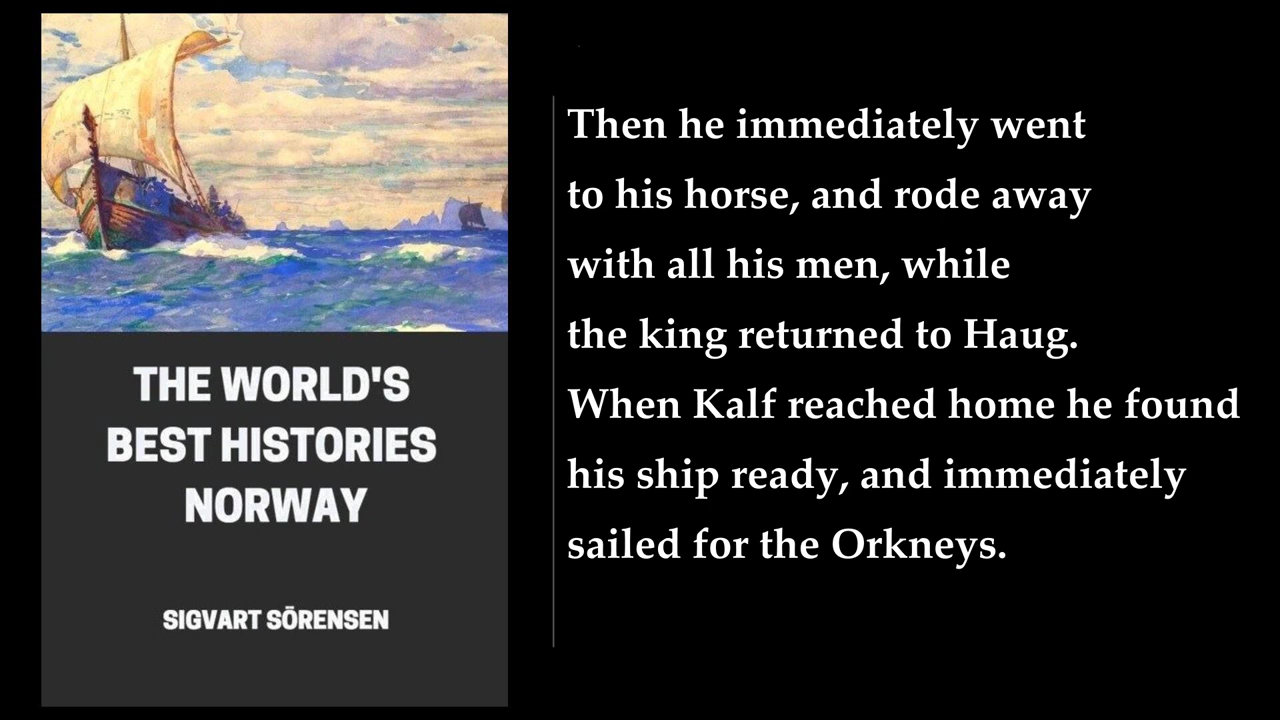 THE WORLD'S
BEST HISTORIES
NORWAY
SIGVART SÖRENSEN
Then he immediately went
to his horse, and rode away
with all his men, while
the king returned to Haug.
When Kalf reached home he found
his ship ready, and immediately
sailed for the Orkneys.